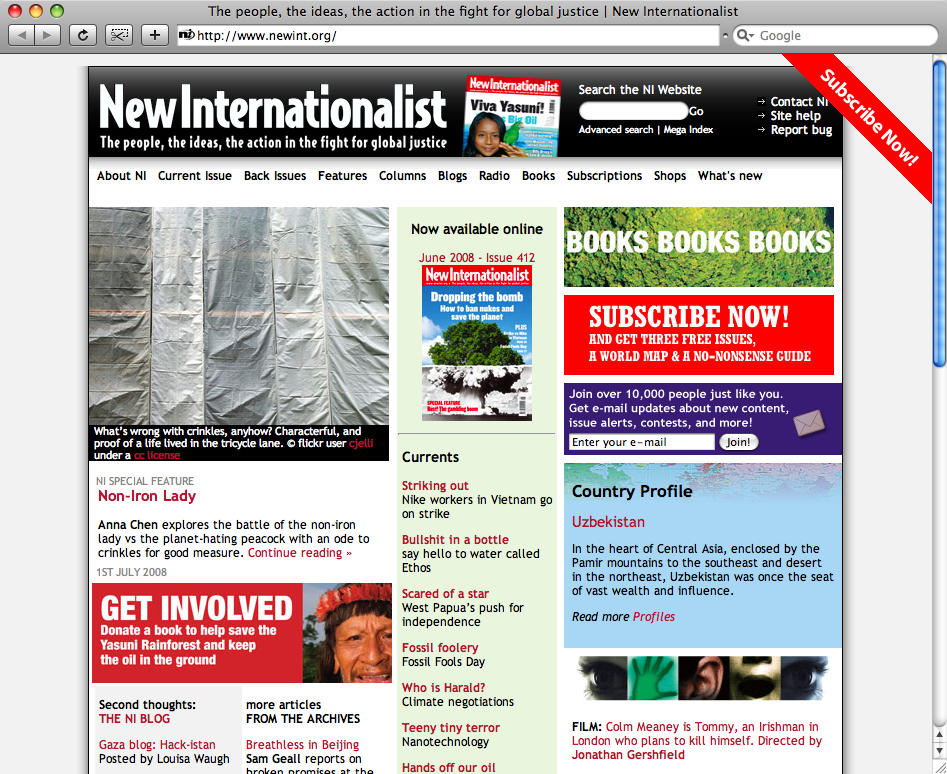 The people, the ideas, the action in the fight for global justice | New Internationalist
http://www.newint.org/
Google
New Internationalist
The people, the ideas, the action in the fight for global justice
New Internationalist
Viva Yasuní!
Big Oil
Search the NI Website
Go
Advanced search | Mega Index
→ Contact NI
→ Site help
→ Report bug
Subscribe Now!
About NI Current Issue Back Issues Features Columns Blogs Radio Books Subscriptions Shops What's new
What's wrong with crinkles, anyhow? Characterful, and
proof of a life lived in the tricycle lane. © flickr user cjelli
under a cc license
NI SPECIAL FEATURE
Non-Iron Lady
Anna Chen explores the battle of the non-iron
lady vs the planet-hating peacock with an ode to
crinkles for good measure. Continue reading »
1ST JULY 2008
GET INVOLVED
Donate a book to help save the
Yasuni Rainforest and keep
the oil in the ground
Second thoughts:
THE NI BLOG
Gaza blog: Hack-istan
Posted by Louisa Waugh
more articles
FROM THE ARCHIVES
Breathless in Beijing
Sam Geall reports on
broken promises at the
Now available online
June 2008 - Issue 412
New Internationalist
Dropping the bomb
How to ban nukes and
save the planet
PLUS
SPECIAL FEATURE
Bust! The gambling boom
Currents
Striking out
Nike workers in Vietnam go
on strike
Bullshit in a bottle
say hello to water called
Ethos
Scared of a star
West Papua's push for
independence
Fossil foolery
Fossil Fools Day
Who is Harald?
Climate negotiations
Teeny tiny terror
Nanotechnology
Hands off our oil
BOOKS BOOKS BOOKS
SUBSCRIBE NOW!
AND GET THREE FREE ISSUES,
A WORLD MAP & A NO-NONSENSE GUIDE
Join over 10,000 people just like you.
Get e-mail updates about new content,
issue alerts, contests, and more!
Enter your e-mail Join!
Country Profile
Uzbekistan
In the heart of Central Asia, enclosed by the
Pamir mountains to the southeast and desert
in the northeast, Uzbekistan was once the seat
of vast wealth and influence.
Read more Profiles
FILM: Colm Meaney is Tommy, an Irishman in
London who plans to kill himself. Directed by
Jonathan Gershfield